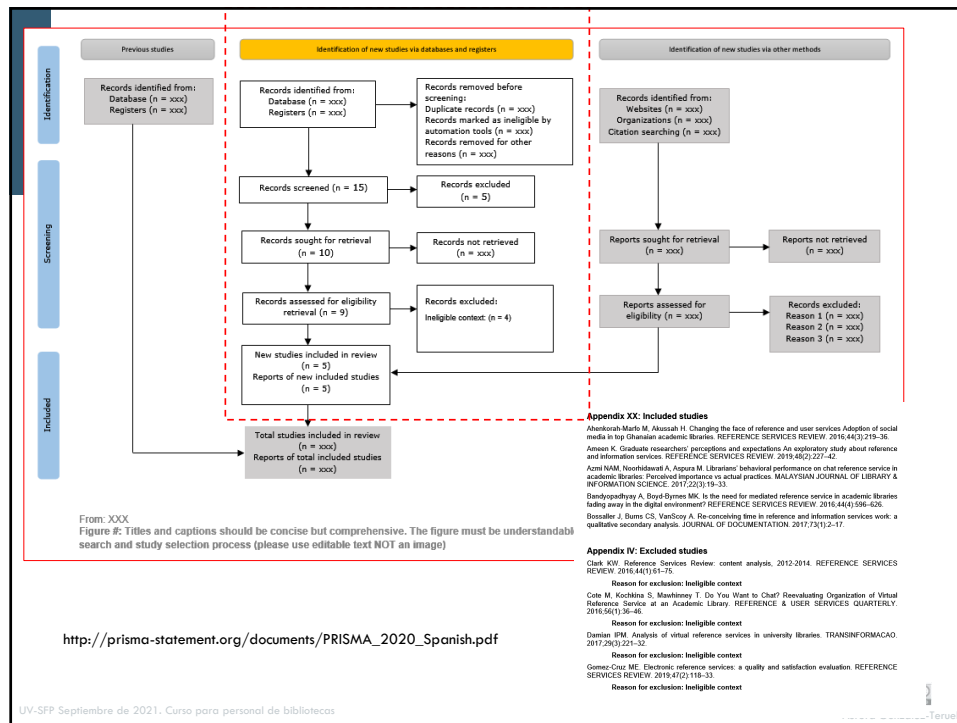 Previous studies
Identification of new studies via databases and registers
Identification of new studies via other methods
Identification
Records identified from:
Database (n = xxx)
Registers (n = xxx)
Records identified from:
Database (n = xxx)
Registers (n = xxx)
Records removed before
screening:
Duplicate records (n = xxx)
Records marked as ineligible by
automation tools (n = xxx)
Records removed for other
reasons (n = xxx)
Records identified from:
Websites (n = xxx)
Organizations (n = xxx)
Citation searching (n = xxx)
Screening
Records screened (n = 15)
Records excluded
(n = 5)
Records sought for retrieval
(n = 10)
Records not retrieved
(n = xxx)
Reports sought for retrieval
(n = xxx)
Reports not retrieved
(n = xxx)
Records assessed for eligibility
retrieval (n = 9)
Records excluded:
Ineligible context: (n = 4)
Reports assessed for
eligibility (n = xxx)
Records excluded:
Reason 1 (n = xxx)
Reason 2 (n = xxx)
Reason 3 (n = xxx)
Included
New studies included in review
(n = 5)
Reports of new included studies
(n = 5)
Total studies included in review
(n = xxx)
Reports of total included studies
(n = xxx)
From: XXX
Figure #: Titles and captions should be concise but comprehensive. The figure must be understandabl
search and study selection process (please use editable text NOT an image)
Appendix XX: Included studies
Ahenkorah-Marfo M, Akussah H. Changing the face of reference and user services Adoption of social
media in top Ghanaian academic libraries. REFERENCE SERVICES REVIEW. 2016;44(3):219–36.
Ameen K. Graduate researchers' perceptions and expectations An exploratory study about reference
and information services. REFERENCE SERVICES REVIEW. 2019;48(2):227–42.
Azmi NAM, Noorhidawati A, Aspura M. Librarians' behavioral performance on chat reference service in
academic libraries: Perceived importance vs actual practices. MALAYSIAN JOURNAL OF LIBRARY &
INFORMATION SCIENCE. 2017;22(3):19–33.
Bandyopadhyay A, Boyd-Byrnes MK. Is the need for mediated reference service in academic libraries
fading away in the digital environment? REFERENCE SERVICES REVIEW. 2016;44(4):596–626.
Bossaller J, Burns CS, VanScoy A. Re-conceiving time in reference and information services work: a
qualitative secondary analysis. JOURNAL OF DOCUMENTATION. 2017;73(1):2–17.
Appendix IV: Excluded studies
Clark KW. Reference Services Review: content analysis, 2012-2014. REFERENCE SERVICES
REVIEW. 2016;44(1):61–75.
Reason for exclusion: Ineligible context
Cote M, Kochkina S, Mawhinney T. Do You Want to Chat? Reevaluating Organization of Virtual
Reference Service at an Academic Library. REFERENCE & USER SERVICES QUARTERLY.
2016;56(1):36–46.
Reason for exclusion: Ineligible context
Damian IPM. Analysis of virtual reference services in university libraries. TRANSINFORMACAO.
2017;29(3):221–32.
Reason for exclusion: Ineligible context
Gomez-Cruz ME. Electronic reference services: a quality and satisfaction evaluation. REFERENCE
SERVICES REVIEW. 2019;47(2):118–33.
Reason for exclusion: Ineligible context
http://prisma-statement.org/documents/PRISMA_2020_Spanish.pdf
UV-SFP Septiembre de 2021. Curso para personal de bibliotecas